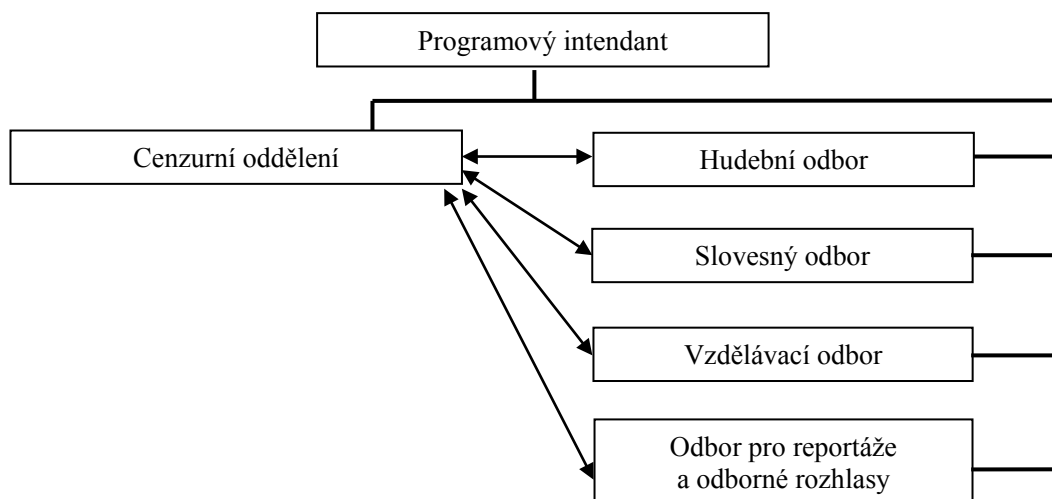 Programový intendant
Cenzurní oddělení
Hudební odbor
Slovesný odbor
Vzdělávací odbor
Odbor pro reportáže
a odborné rozhlasy